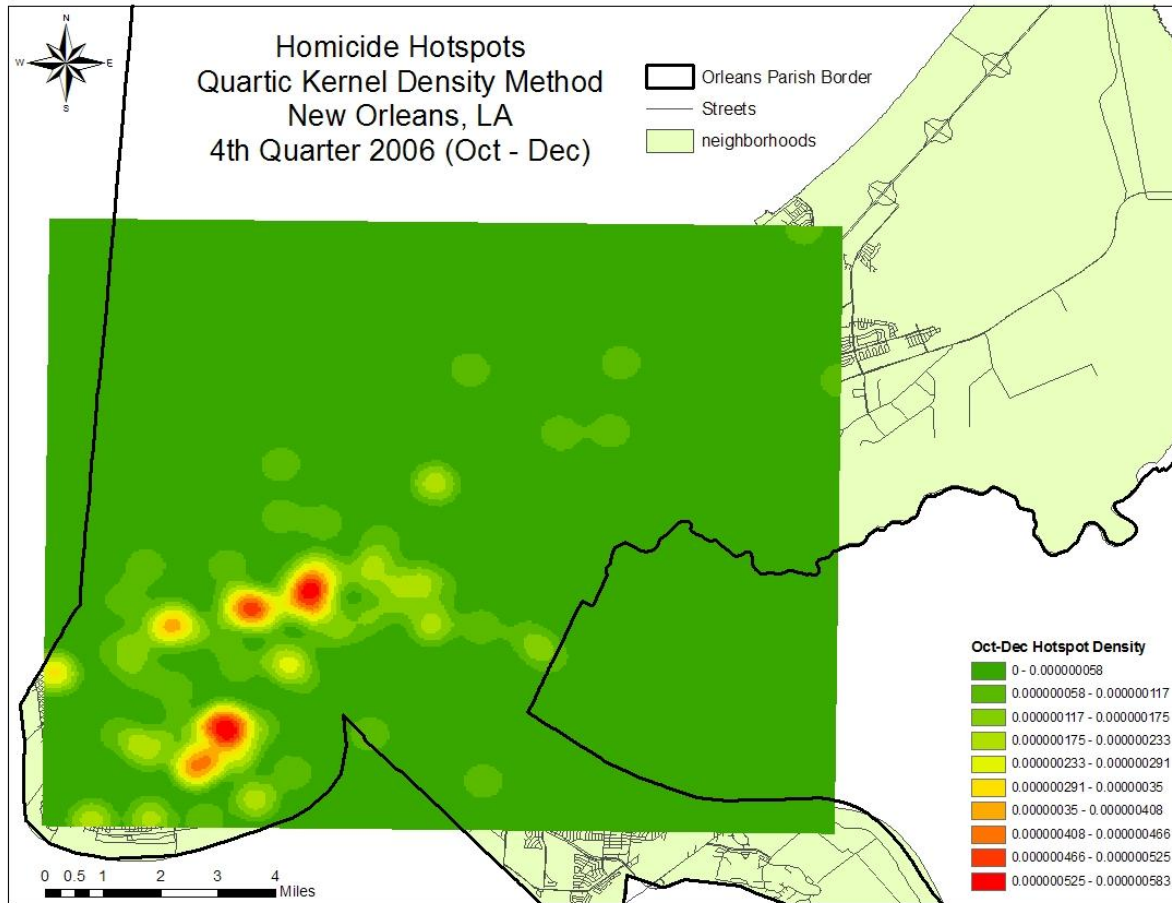 N
W E
S
Homicide Hotspots
Quartic Kernel Density Method
New Orleans, LA
4th Quarter 2006 (Oct - Dec)
Orleans Parish Border
Streets
neighborhoods
Oct-Dec Hotspot Density
0 - 0.000000058
0.000000058 - 0.000000117
0.000000117 - 0.000000175
0.000000175 - 0.000000233
0.000000233 - 0.000000291
0.000000291 - 0.00000035
0.00000035 - 0.000000408
0.000000408 - 0.000000466
0.000000466 - 0.000000525
0.000000525 - 0.000000583
0 0.5 1 2 3 4
Miles